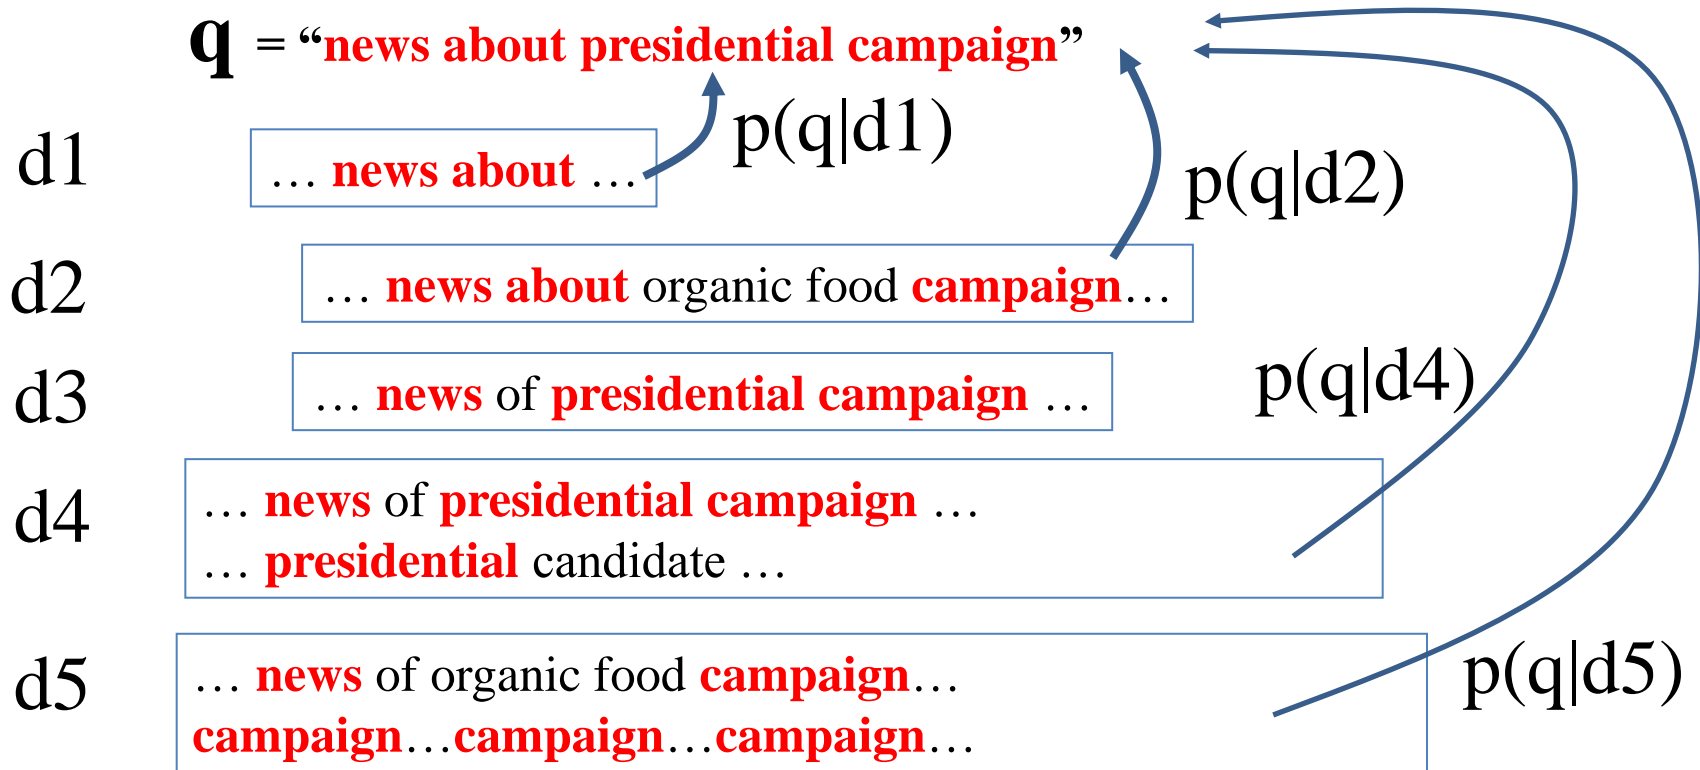 q = “news about presidential campaign”
p(q|d1)
d1 … news about …
p(q|d2)
d2 … news about organic food campaign…
d3 … news of presidential campaign …
p(q|d4)
d4 … news of presidential campaign …
… presidential candidate …
d5 … news of organic food campaign…
campaign…campaign…campaign…
p(q|d5)